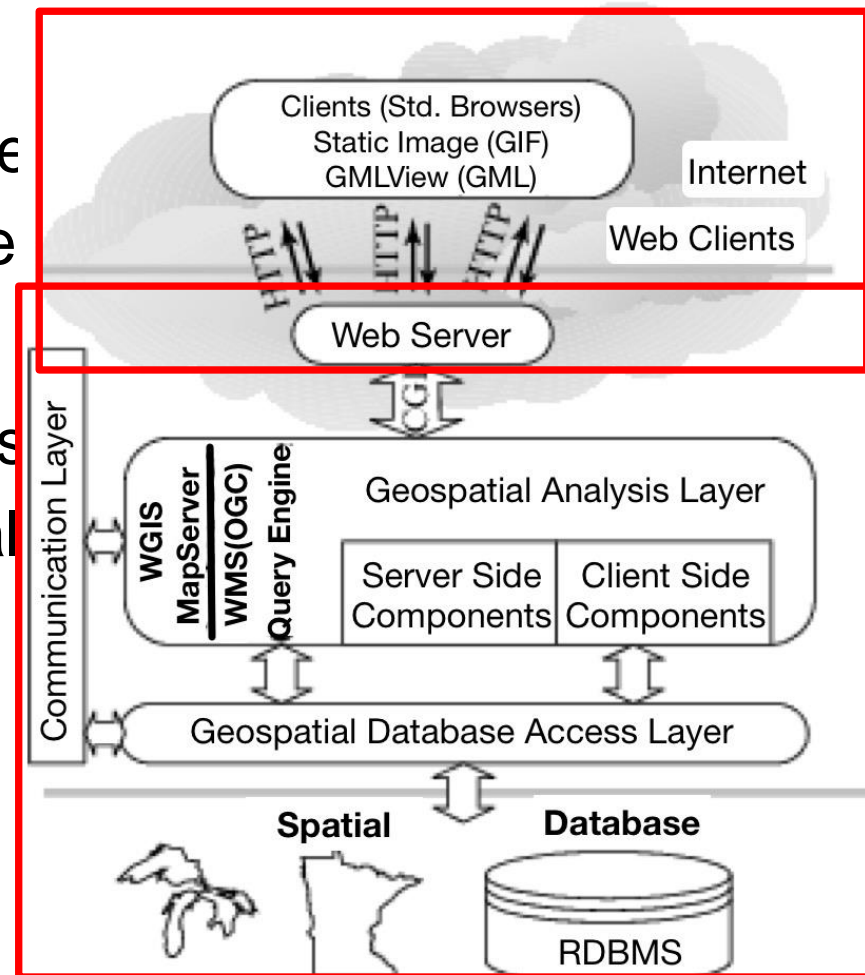 Clients (Std. Browsers)
Static Image (GIF)
GMLView (GML)
Internet
Web Clients
HTTP
HTTP
HTTP
Web Server
CGI
Communication Layer
WGIS
MapServer
WMS(OGC)
Query Engine
Geospatial Analysis Layer
Server Side
Components
Client Side
Components
Geospatial Database Access Layer
Spatial
Database
RDBMS